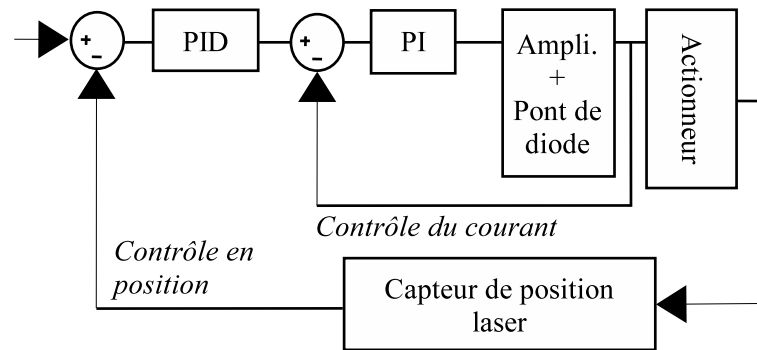 +
-
PID
+
-
PI
Ampli.
+
Pont de
diode
Actionneur
Contrôle du courant
Contrôle en
position
Capteur de position
laser